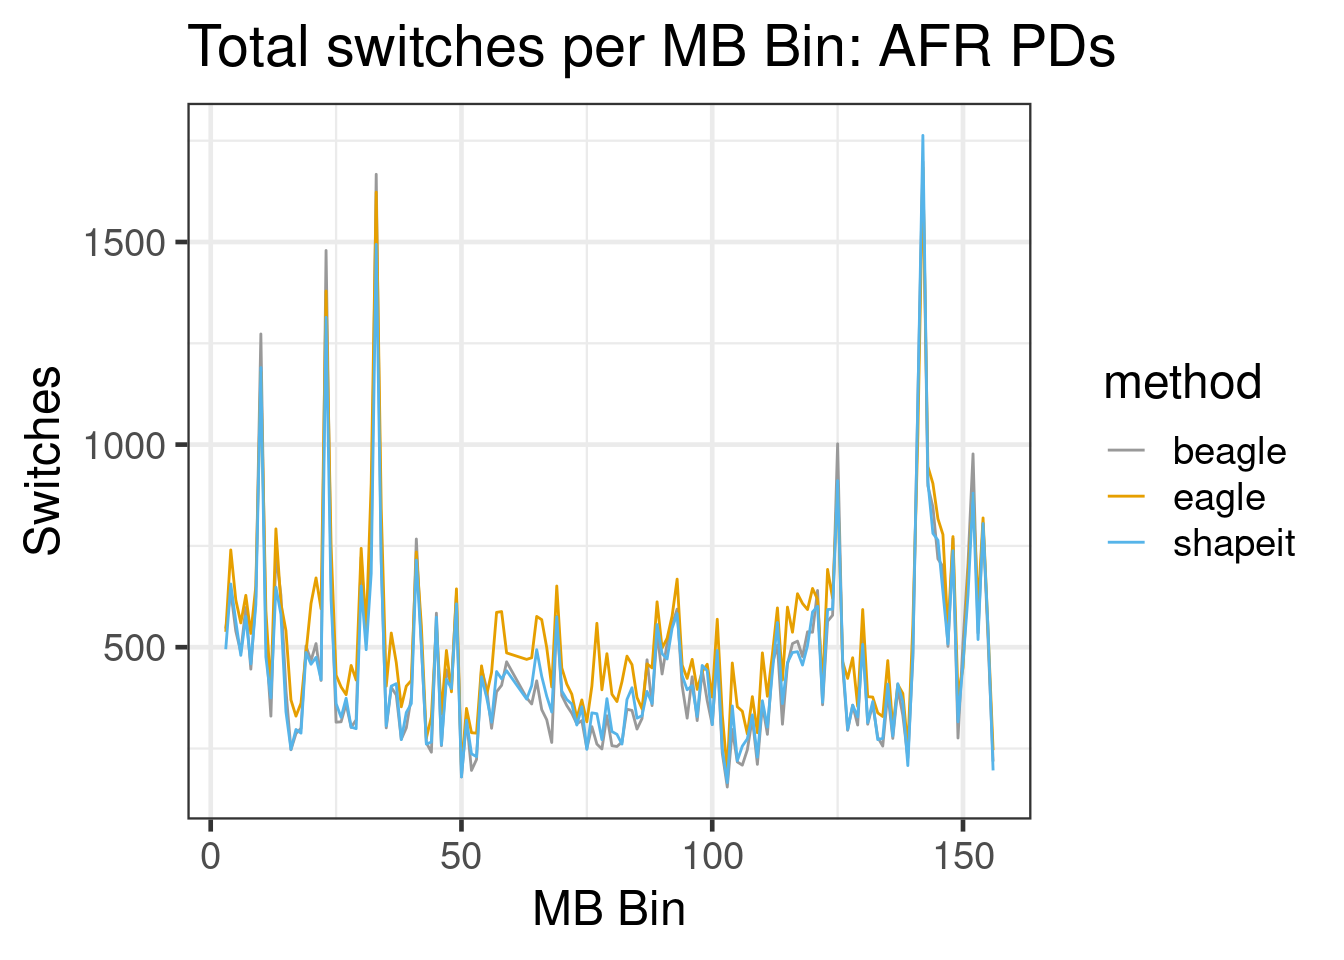 Total switches per MB Bin: AFR PDs
1500
1000
500
Switches
0 50 100 150
MB Bin
method
beagle
eagle
shapeit